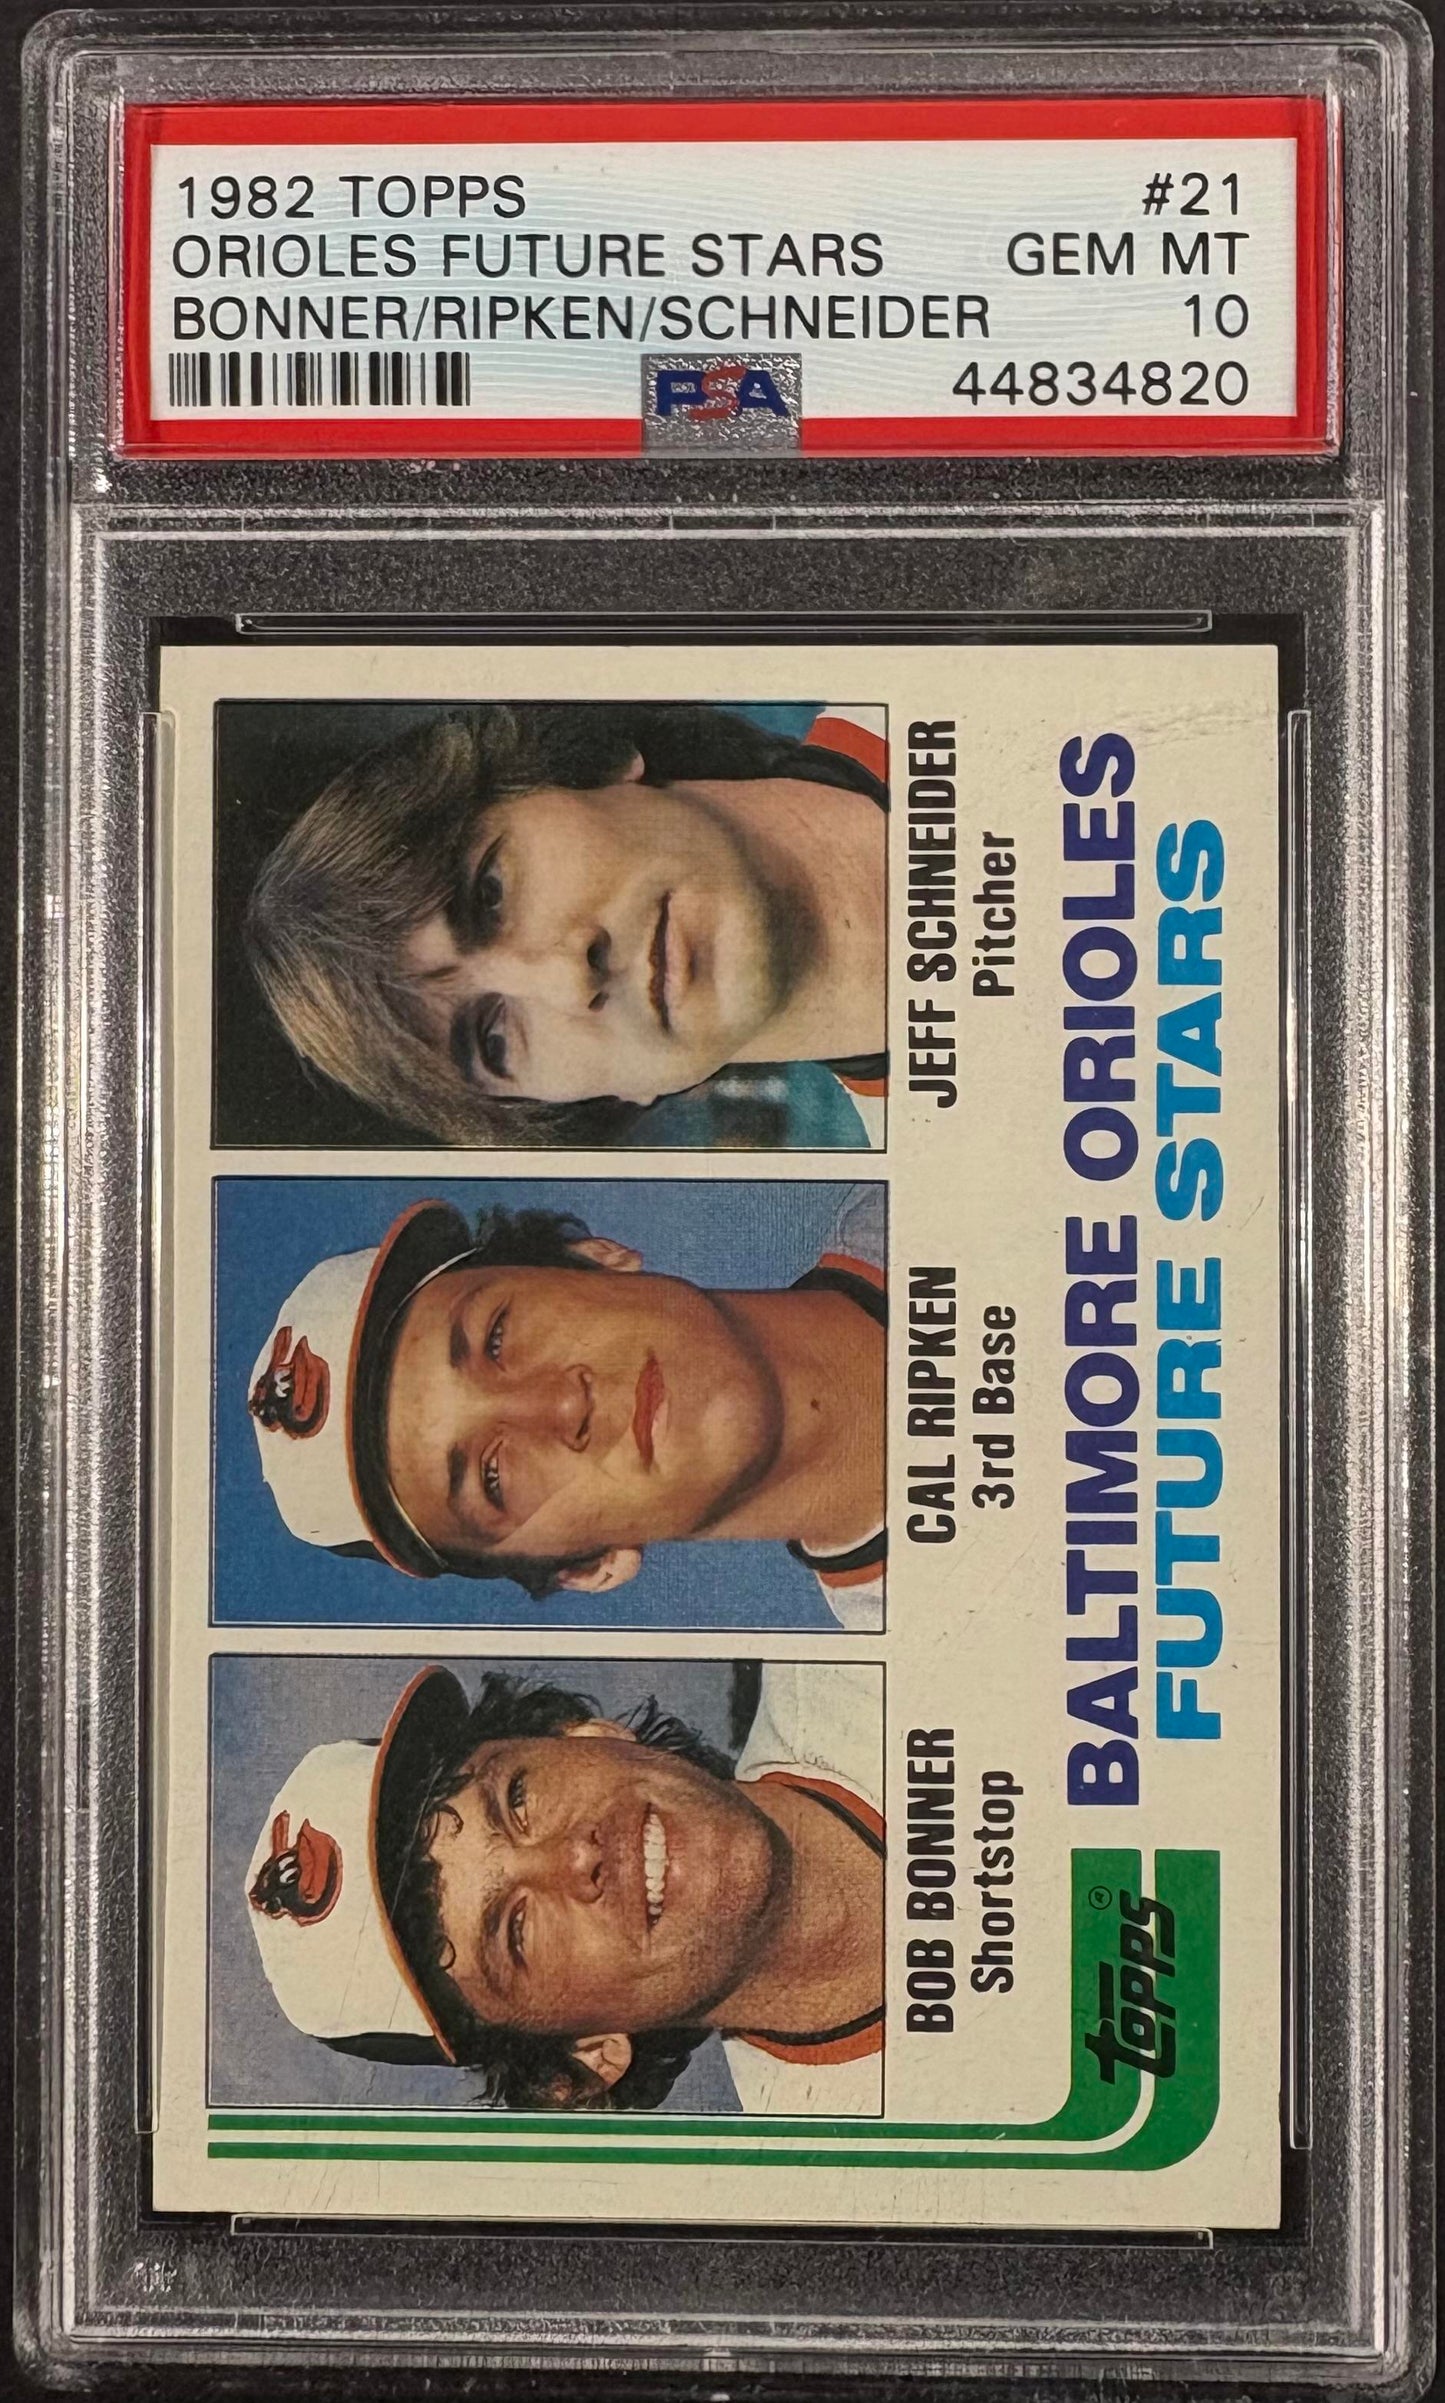 1982 TOPPS #21
ORIOLES FUTURE STARS GEM MT
BONNER/RIPKEN/SCHNEIDER 10
PSA 44834820
BOB BONNER
Shortstop
CAL RIPKEN
3rd Base
JEFF SCHNEIDER
Pitcher
BALTIMORE ORIOLES
FUTURE STARS
Topps®